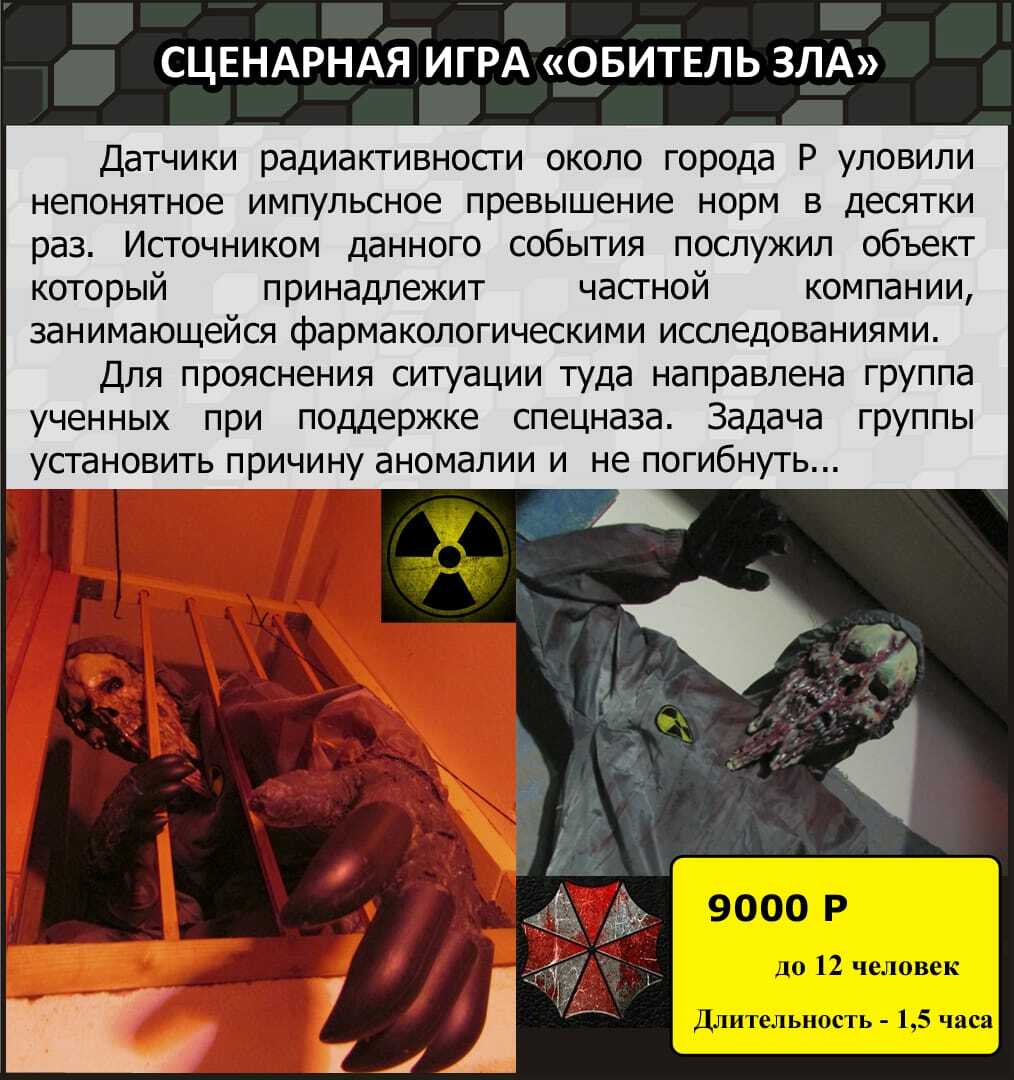 СЦЕНАРНАЯ ИГРА «ОБИТЕЛЬ ЗЛА»
Датчики радиактивности около города Р уловили
непонятное импульсное превышение норм в десятки
раз. Источником данного события послужил объект
который принадлежит частной компании,
занимающейся фармакологическими исследованиями.
Для прояснения ситуации туда направлена группа
ученных при поддержке спецназа. Задача группы
установить причину аномалии и не погибнуть...
9000 Р
до 12 человек
Длительность - 1,5 часа